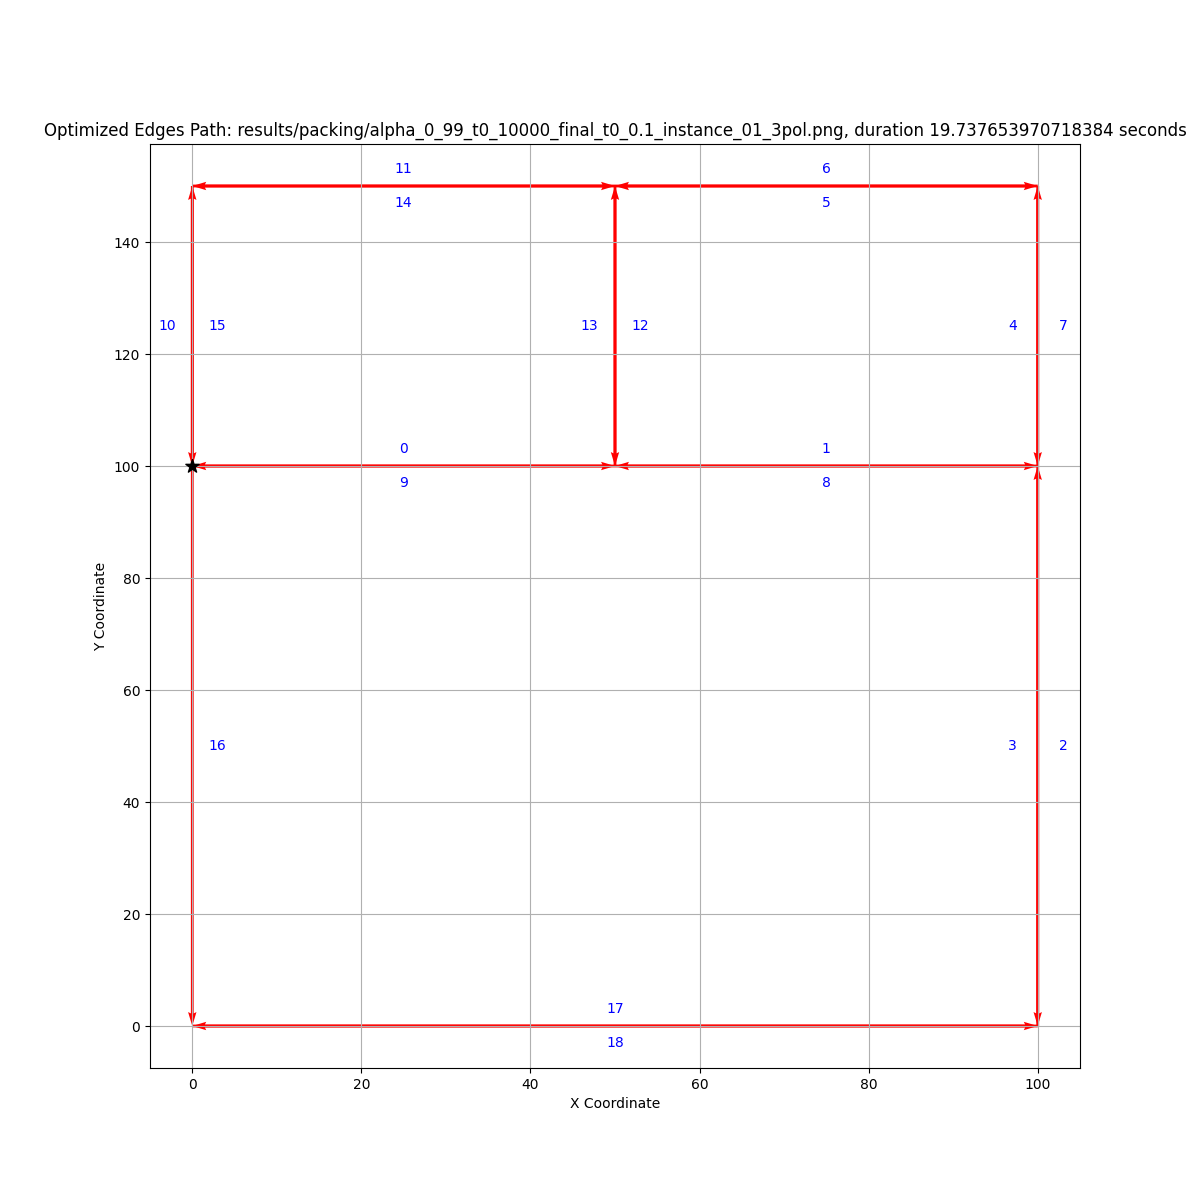 Optimized Edges Path: results/packing/alpha_0_99_t0_10000_final_t0_0.1_instance_01_3pol.png, duration 19.737653970718384 seconds
11 6
14 5
140
10 15 13 12 4 7
120
0 1
100
9 8
80
Y Coordinate
60
16 3 2
40
20
17
0
18
0 20 40 60 80 100
X Coordinate